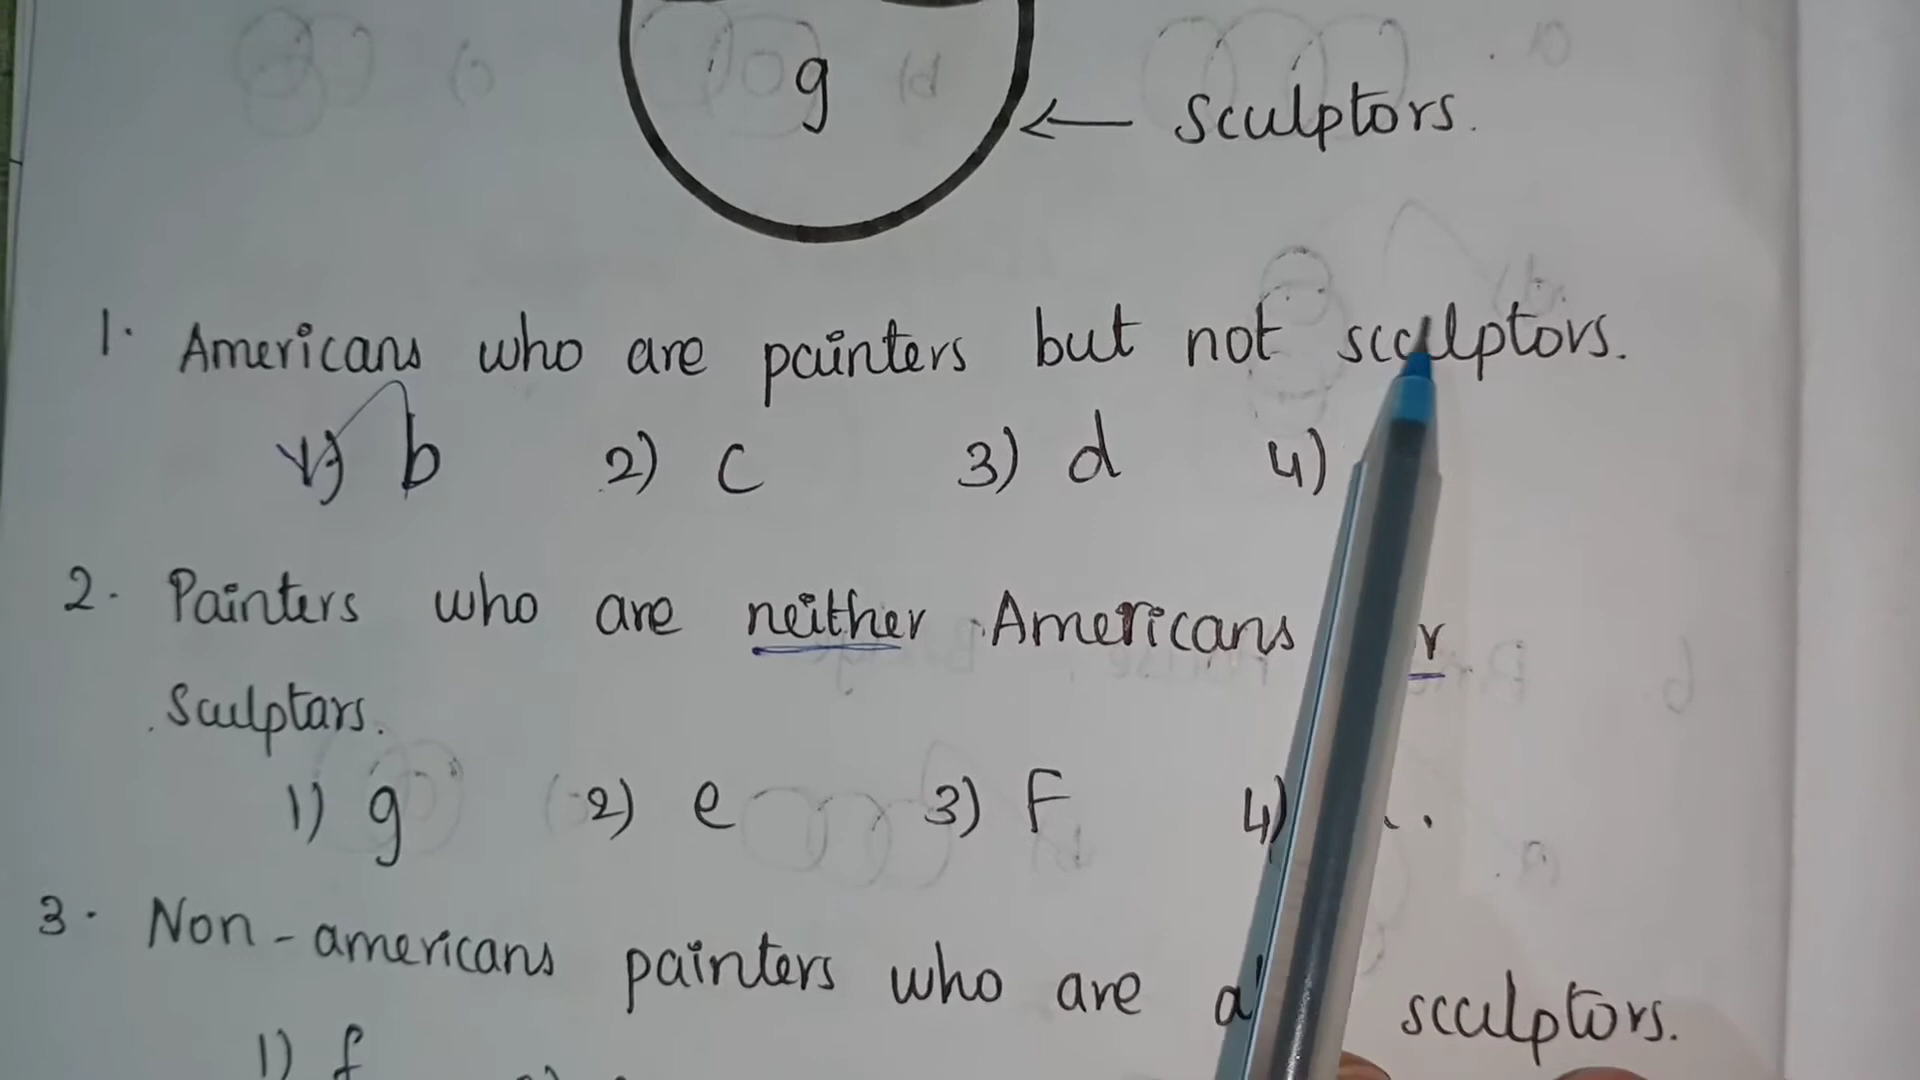 g
← Sculptors.
1. Americans who are painters but not sculptors.
1) b 2) c 3) d 4)
2. Painters who are neither Americans
Sculptars.
1) g 2) e 3) F 4)
3. Non-americans painters who are sculptors.
1) f